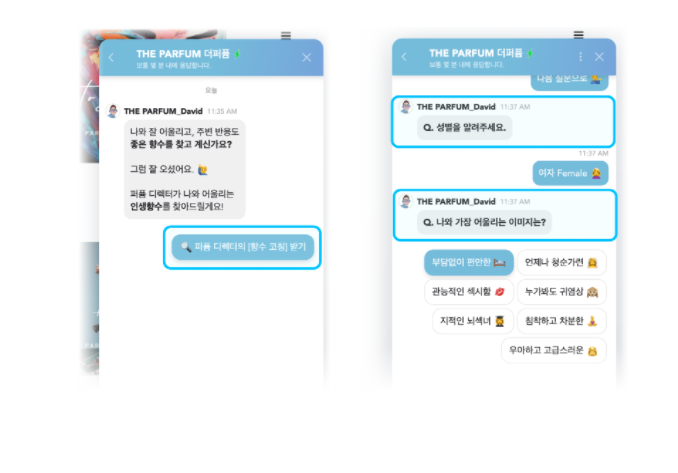 THE PARFUM 더퍼퓸
보통 몇 분 내에 응답합니다.
오늘
THE PARFUM_David 11:35 AM
나와 잘 어울리고, 주변 반응도
좋은 향수를 찾고 계신가요?
그럼 잘 오셨어요.
퍼퓸 디렉터가 나와 어울리는
인생향수를 찾아드릴게요!
퍼퓸 디렉터의 [향수 코칭] 받기
THE PARFUM 더퍼퓸
보통 몇 분 내에 응답합니다.
다음 질문으로
THE PARFUM_David 11:37 AM
Q. 성별을 알려주세요.
11:37 AM
여자 Female
THE PARFUM_David 11:37 AM
Q. 나와 가장 어울리는 이미지는?
부담없이 편안한
언제나 청순가련
관능적인 섹시함
누가봐도 귀염상
지적인 뇌섹녀
침착하고 차분한
우아하고 고급스러운